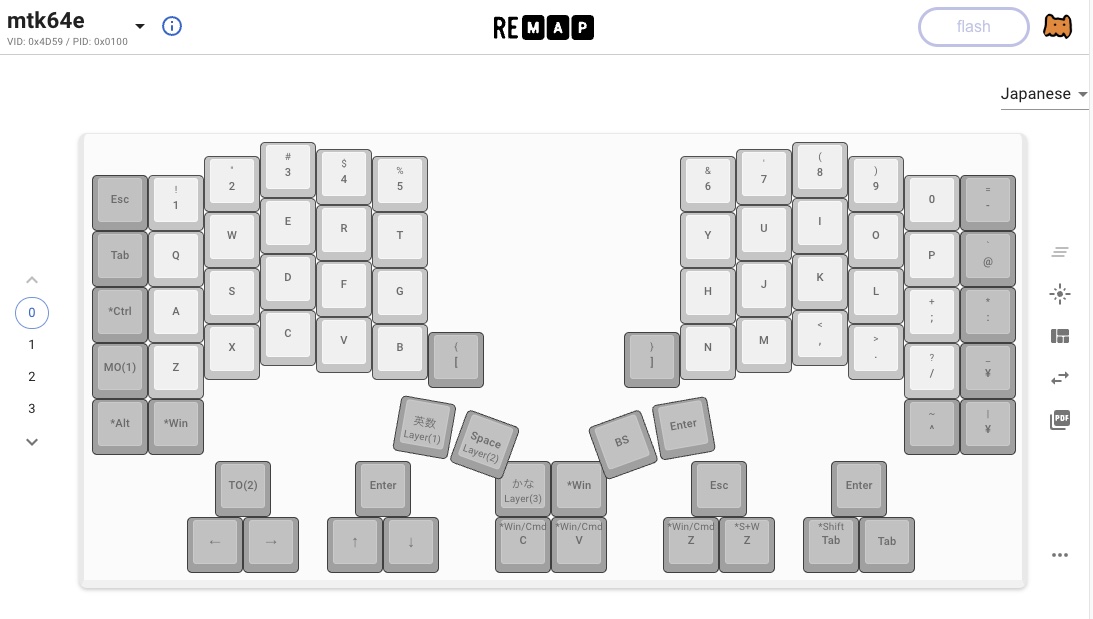 mtk64e
VID: 0x4D59 / PID: 0x0100
REMAP
flash
Japanese
Esc
! 1
" 2
# 3
$ 4
% 5
& 6
' 7
( 8
) 9
0
= -
Tab
Q
W
E
R
T
Y
U
I
O
P
` @
*Ctrl
A
S
D
F
G
H
J
K
L
+ ;
* :
MO(1)
Z
X
C
V
B
{ [
} ]
N
M
< ,
> .
? /
_ ¥
*Alt
*Win
英数 Layer(1)
Space Layer(2)
BS
Enter
~ ^
| ¥
TO(2)
Enter
かな Layer(3)
*Win
Esc
Enter
←
→
↑
↓
*Win/Cmd C
*Win/Cmd V
*Win/Cmd Z
*S+W Z
*Shift Tab
Tab
0
1
2
3
PDF